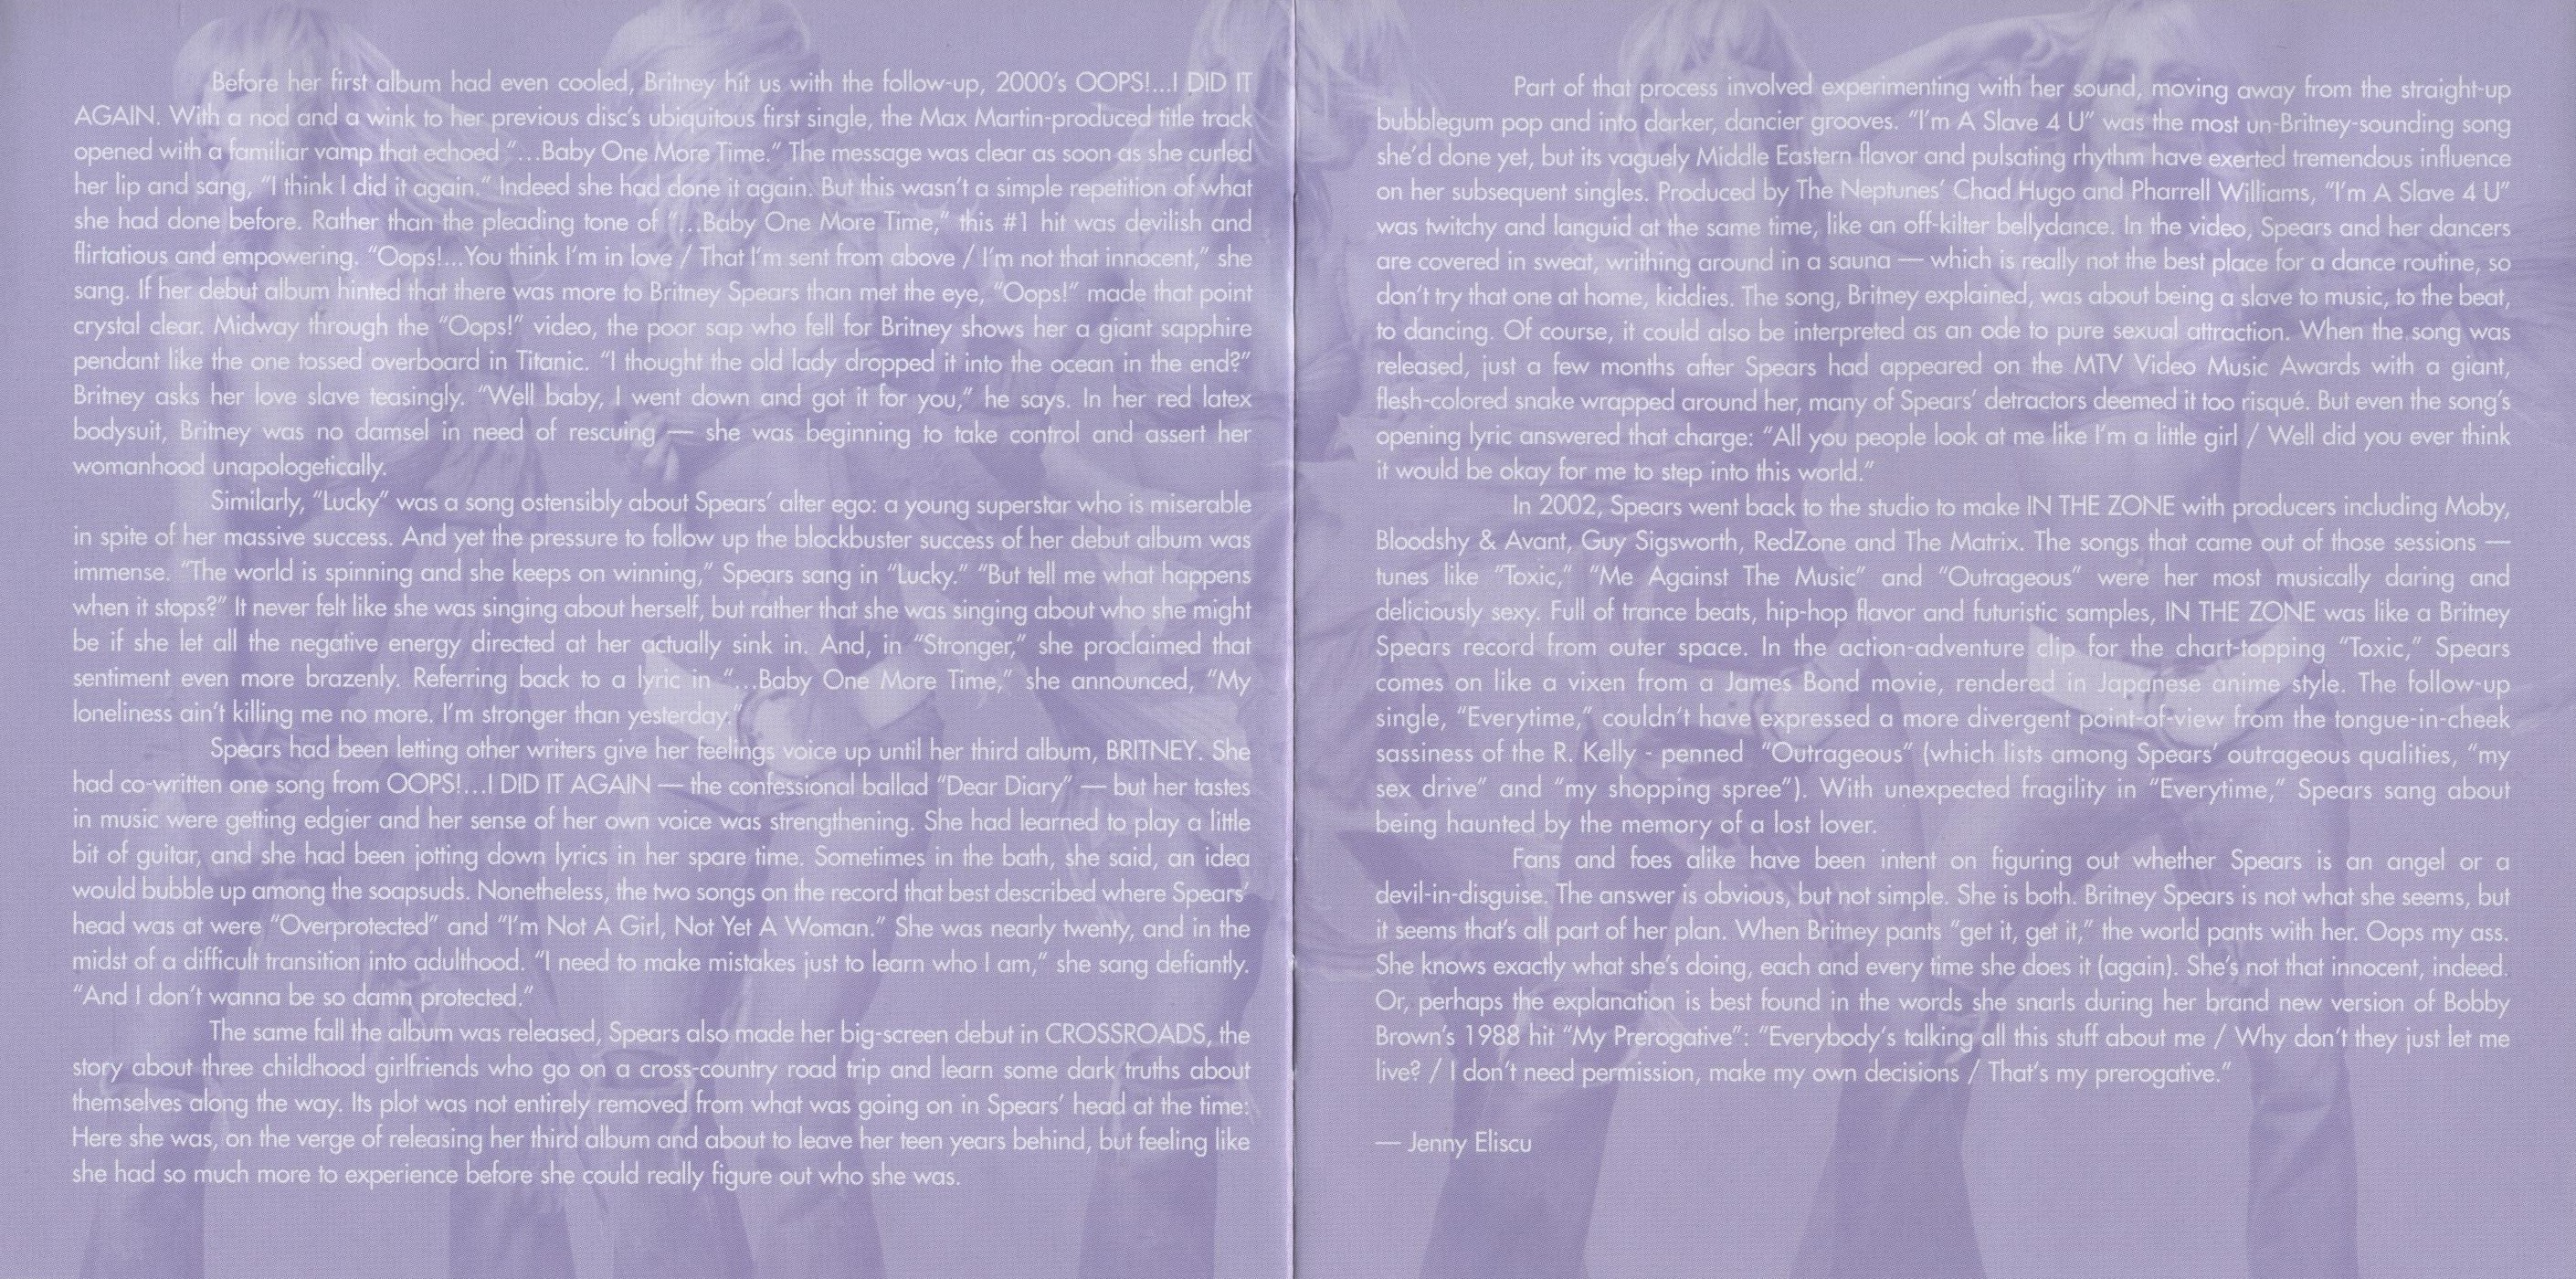 Before her first album had even cooled, Britney hit us with the follow-up, 2000's OOPS!...I DID IT
AGAIN. With a nod and a wink to her previous disc's ubiquitous first single, the Max Martin-produced title track
opened with a familiar vamp that echoed "...Baby One More Time." The message was clear as soon as she curled
her lip and sang, "I think I did it again." Indeed she had done it again. But this wasn't a simple repetition of what
she had done before. Rather than the pleading tone of "...Baby One More Time," this #1 hit was devilish and
flirtatious and empowering. "Oops!...You think I'm in love / That I'm sent from above / I'm not that innocent," she
sang. If her debut album hinted that there was more to Britney Spears than met the eye, "Oops!" made that point
crystal clear. Midway through the "Oops!" video, the poor sap who fell for Britney shows her a giant sapphire
pendant like the one tossed overboard in Titanic. "I thought the old lady dropped it into the ocean in the end?"
Britney asks her love slave teasingly. "Well baby, I went down and got it for you," he says. In her red latex
bodysuit, Britney was no damsel in need of rescuing — she was beginning to take control and assert her
womanhood unapologetically.
Similarly, "Lucky" was a song ostensibly about Spears' alter ego: a young superstar who is miserable
in spite of her massive success. And yet the pressure to follow up the blockbuster success of her debut album was
immense. "The world is spinning and she keeps on winning," Spears sang in "Lucky." "But tell me what happens
when it stops?" It never felt like she was singing about herself, but rather that she was singing about who she might
be if she let all the negative energy directed at her actually sink in. And, in "Stronger," she proclaimed that
sentiment even more brazenly. Referring back to a lyric in "...Baby One More Time," she announced, "My
loneliness ain't killing me no more. I'm stronger than yesterday."
Spears had been letting other writers give her feelings voice up until her third album, BRITNEY. She
had co-written one song from OOPS!...I DID IT AGAIN — the confessional ballad "Dear Diary" — but her tastes
in music were getting edgier and her sense of her own voice was strengthening. She had learned to play a little
bit of guitar, and she had been jotting down lyrics in her spare time. Sometimes in the bath, she said, an idea
would bubble up among the soapsuds. Nonetheless, the two songs on the record that best described where Spears'
head was at were "Overprotected" and "I'm Not A Girl, Not Yet A Woman." She was nearly twenty, and in the
midst of a difficult transition into adulthood. "I need to make mistakes just to learn who I am," she sang defiantly.
"And I don't wanna be so damn protected."
The same fall the album was released, Spears also made her big-screen debut in CROSSROADS, the
story about three childhood girlfriends who go on a cross-country road trip and learn some dark truths about
themselves along the way. Its plot was not entirely removed from what was going on in Spears' head at the time:
Here she was, on the verge of releasing her third album and about to leave her teen years behind, but feeling like
she had so much more to experience before she could really figure out who she was.
Part of that process involved experimenting with her sound, moving away from the straight-up
bubblegum pop and into darker, dancier grooves. "I'm A Slave 4 U" was the most un-Britney-sounding song
she'd done yet, but its vaguely Middle Eastern flavor and pulsating rhythm have exerted tremendous influence
on her subsequent singles. Produced by The Neptunes' Chad Hugo and Pharrell Williams, "I'm A Slave 4 U"
was twitchy and languid at the same time, like an off-kilter bellydance. In the video, Spears and her dancers
are covered in sweat, writhing around in a sauna — which is really not the best place for a dance routine, so
don't try that one at home, kiddies. The song, Britney explained, was about being a slave to music, to the beat,
to dancing. Of course, it could also be interpreted as an ode to pure sexual attraction. When the song was
released, just a few months after Spears had appeared on the MTV Video Music Awards with a giant,
flesh-colored snake wrapped around her, many of Spears' detractors deemed it too risqué. But even the song's
opening lyric answered that charge: "All you people look at me like I'm a little girl / Well did you ever think
it would be okay for me to step into this world."
In 2002, Spears went back to the studio to make IN THE ZONE with producers including Moby,
Bloodshy & Avant, Guy Sigsworth, RedZone and The Matrix. The songs that came out of those sessions —
tunes like "Toxic," "Me Against The Music" and "Outrageous" were her most musically daring and
deliciously sexy. Full of trance beats, hip-hop flavor and futuristic samples, IN THE ZONE was like a Britney
Spears record from outer space. In the action-adventure clip for the chart-topping "Toxic," Spears
comes on like a vixen from a James Bond movie, rendered in Japanese anime style. The follow-up
single, "Everytime," couldn't have expressed a more divergent point-of-view from the tongue-in-cheek
sassiness of the R. Kelly - penned "Outrageous" (which lists among Spears' outrageous qualities, "my
sex drive" and "my shopping spree"). With unexpected fragility in "Everytime," Spears sang about
being haunted by the memory of a lost lover.
Fans and foes alike have been intent on figuring out whether Spears is an angel or a
devil-in-disguise. The answer is obvious, but not simple. She is both. Britney Spears is not what she seems, but
it seems that's all part of her plan. When Britney pants "get it, get it," the world pants with her. Oops my ass.
She knows exactly what she's doing, each and every time she does it (again). She's not that innocent, indeed.
Or, perhaps the explanation is best found in the words she snarls during her brand new version of Bobby
Brown's 1988 hit "My Prerogative": "Everybody's talking all this stuff about me / Why don't they just let me
live? / I don't need permission, make my own decisions / That's my prerogative."
— Jenny Eliscu